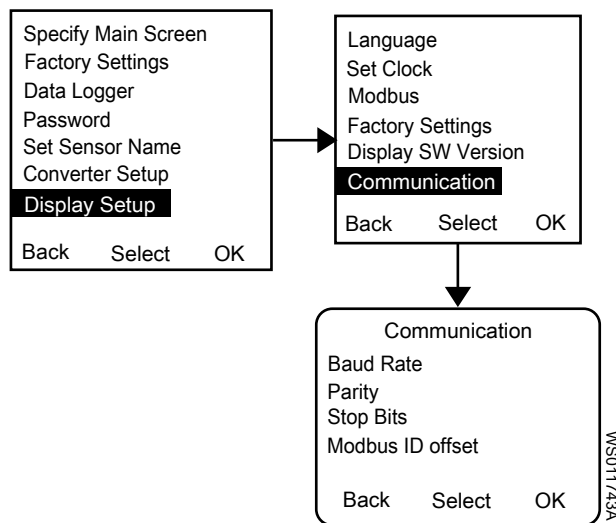 Specify Main Screen
Factory Settings
Data Logger
Password
Set Sensor Name
Converter Setup
Display Setup
Back Select OK
Language
Set Clock
Modbus
Factory Settings
Display SW Version
Communication
Back Select OK
Communication
Baud Rate
Parity
Stop Bits
Modbus ID offset
Back Select OK
WS011743A